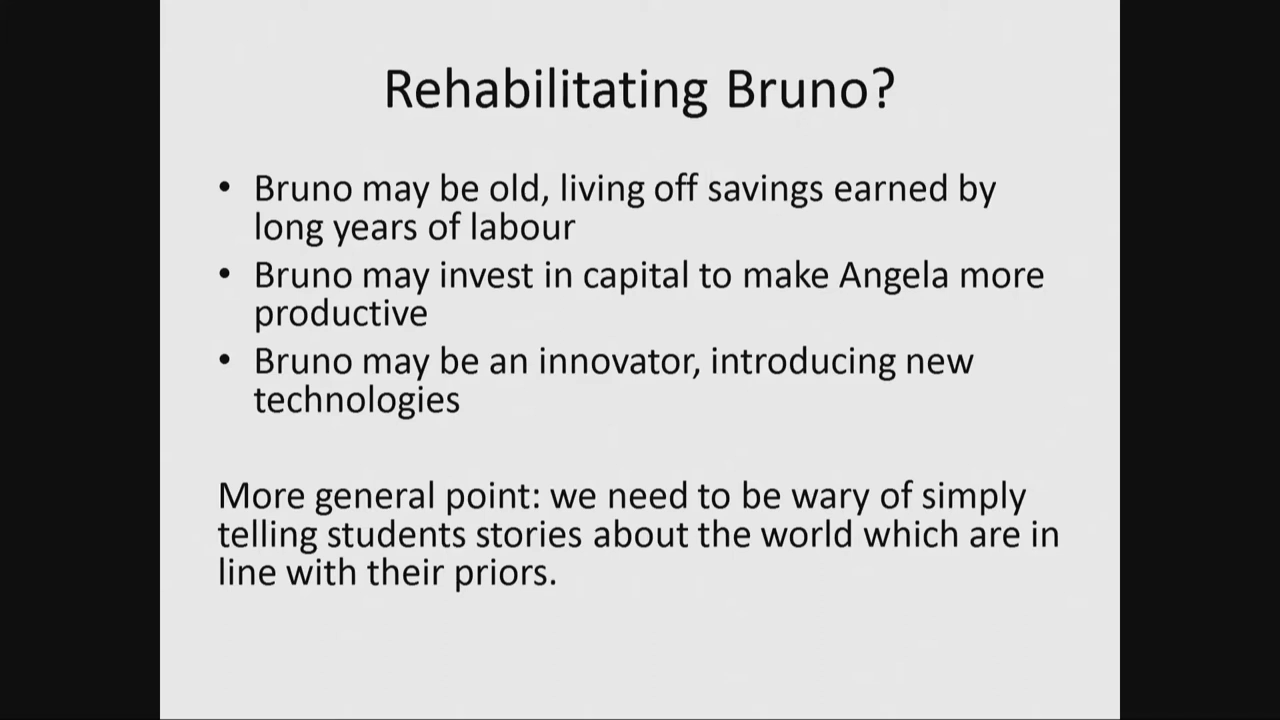 Rehabilitating Bruno?
• Bruno may be old, living off savings earned by
long years of labour
• Bruno may invest in capital to make Angela more
productive
• Bruno may be an innovator, introducing new
technologies
More general point: we need to be wary of simply
telling students stories about the world which are in
line with their priors.